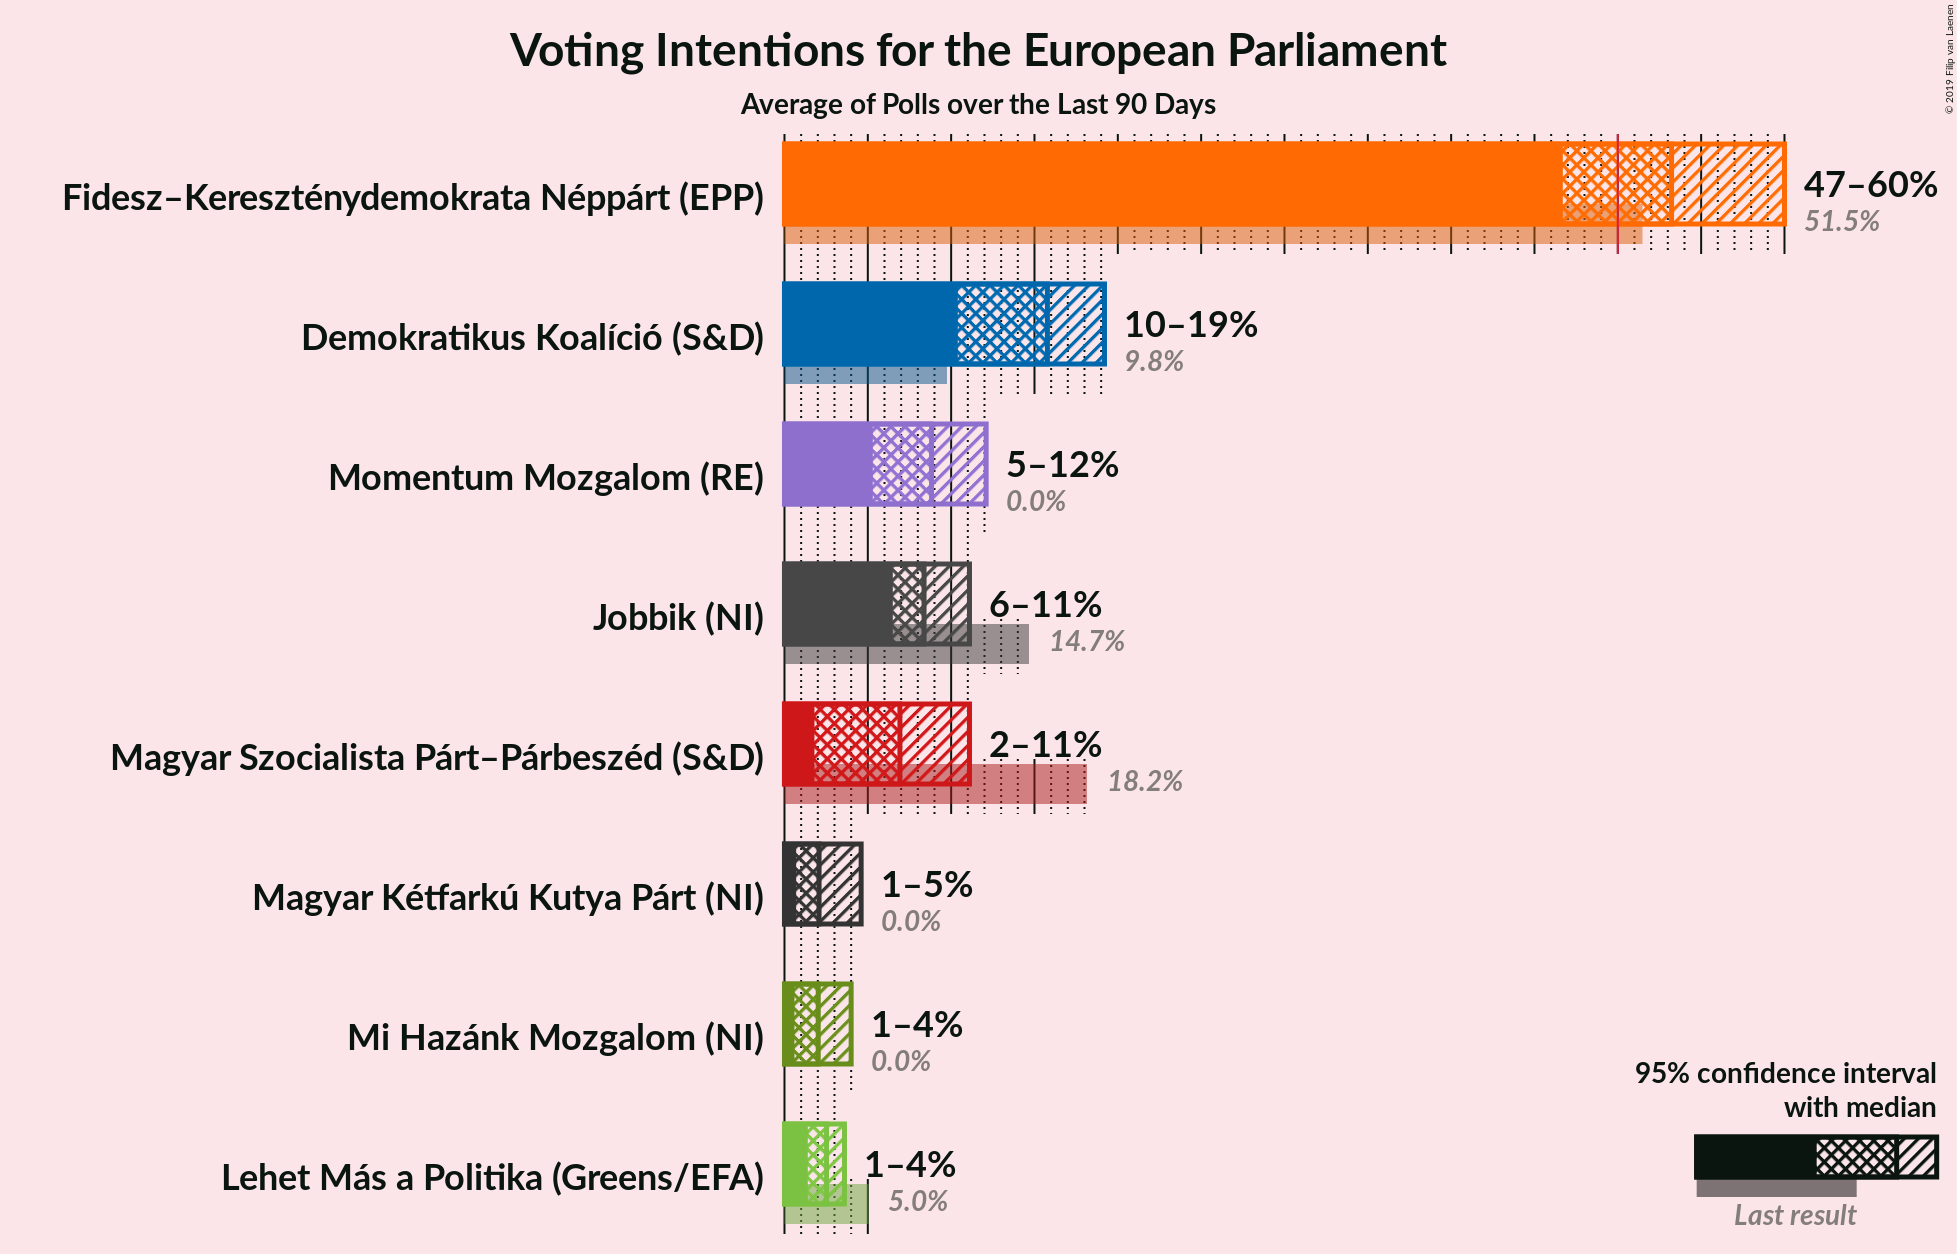 Voting Intentions for the European Parliament
Average of Polls over the Last 90 Days
© 2019 Filip van Laenen
Fidesz–Kereszténydemokrata Néppárt (EPP)
47–60%
51.5%
Demokratikus Koalíció (S&D)
10–19%
9.8%
Momentum Mozgalom (RE)
5–12%
0.0%
Jobbik (NI)
6–11%
14.7%
Magyar Szocialista Párt–Párbeszéd (S&D)
2–11%
18.2%
Magyar Kétfarkú Kutya Párt (NI)
1–5%
0.0%
Mi Hazánk Mozgalom (NI)
1–4%
0.0%
Lehet Más a Politika (Greens/EFA)
1–4%
5.0%
95% confidence interval
with median
Last result